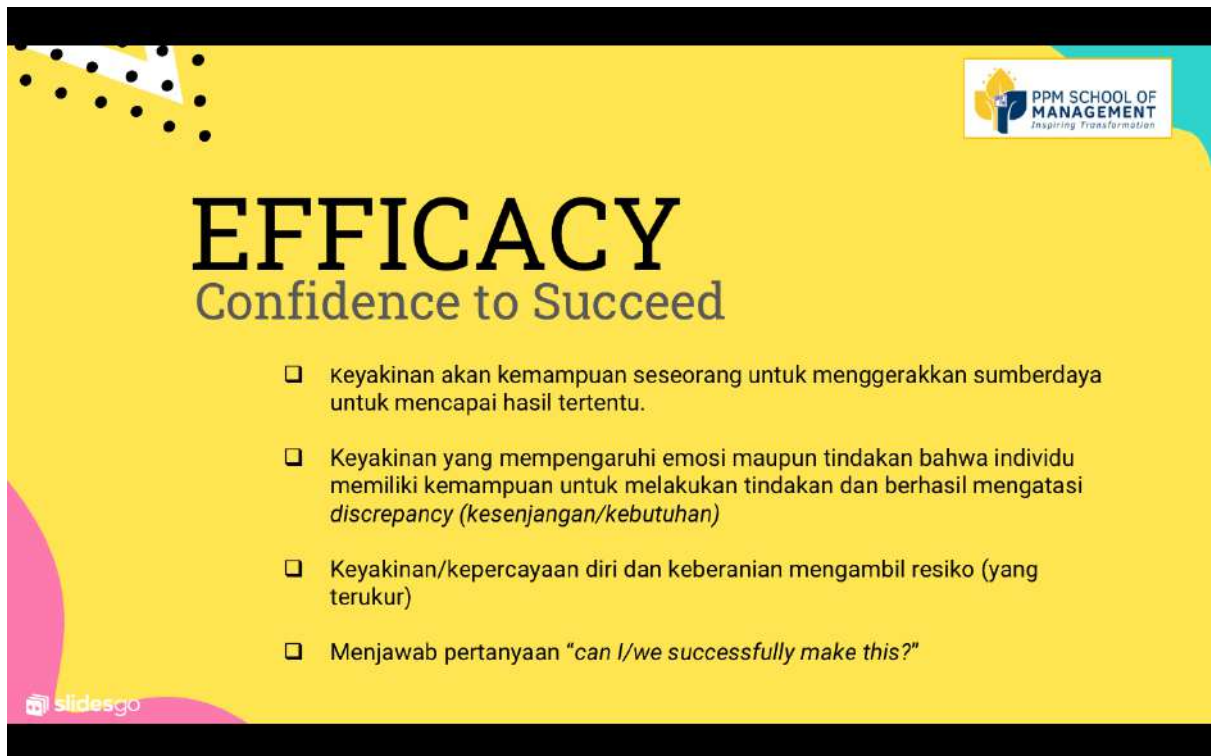 PPM SCHOOL OF
MANAGEMENT
Inspiring Transformation
EFFICACY
Confidence to Succeed
Keyakinan akan kemampuan seseorang untuk menggerakkan sumberdaya
untuk mencapai hasil tertentu.
Keyakinan yang mempengaruhi emosi maupun tindakan bahwa individu
memiliki kemampuan untuk melakukan tindakan dan berhasil mengatasi
discrepancy (kesenjangan/kebutuhan)
Keyakinan/kepercayaan diri dan keberanian mengambil resiko (yang
terukur)
Menjawab pertanyaan “can I/we successfully make this?”
slidesgo